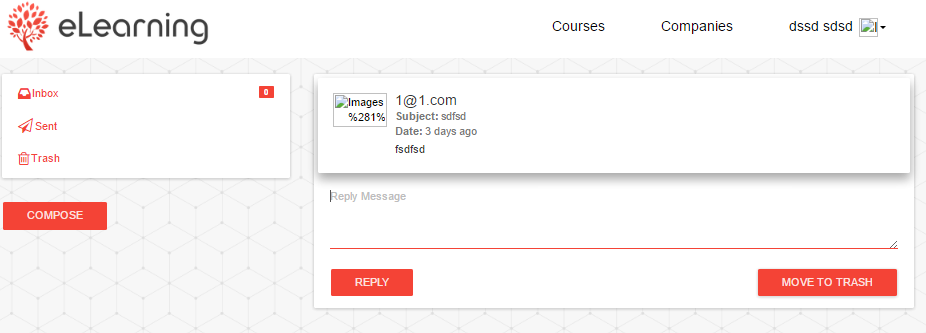 eLearning
Courses
Companies
dssd sdsd
Inbox
0
Sent
Trash
COMPOSE
Images
%281%
1@1.com
Subject: sdfsd
Date: 3 days ago
fsdfsd
Reply Message
REPLY
MOVE TO TRASH